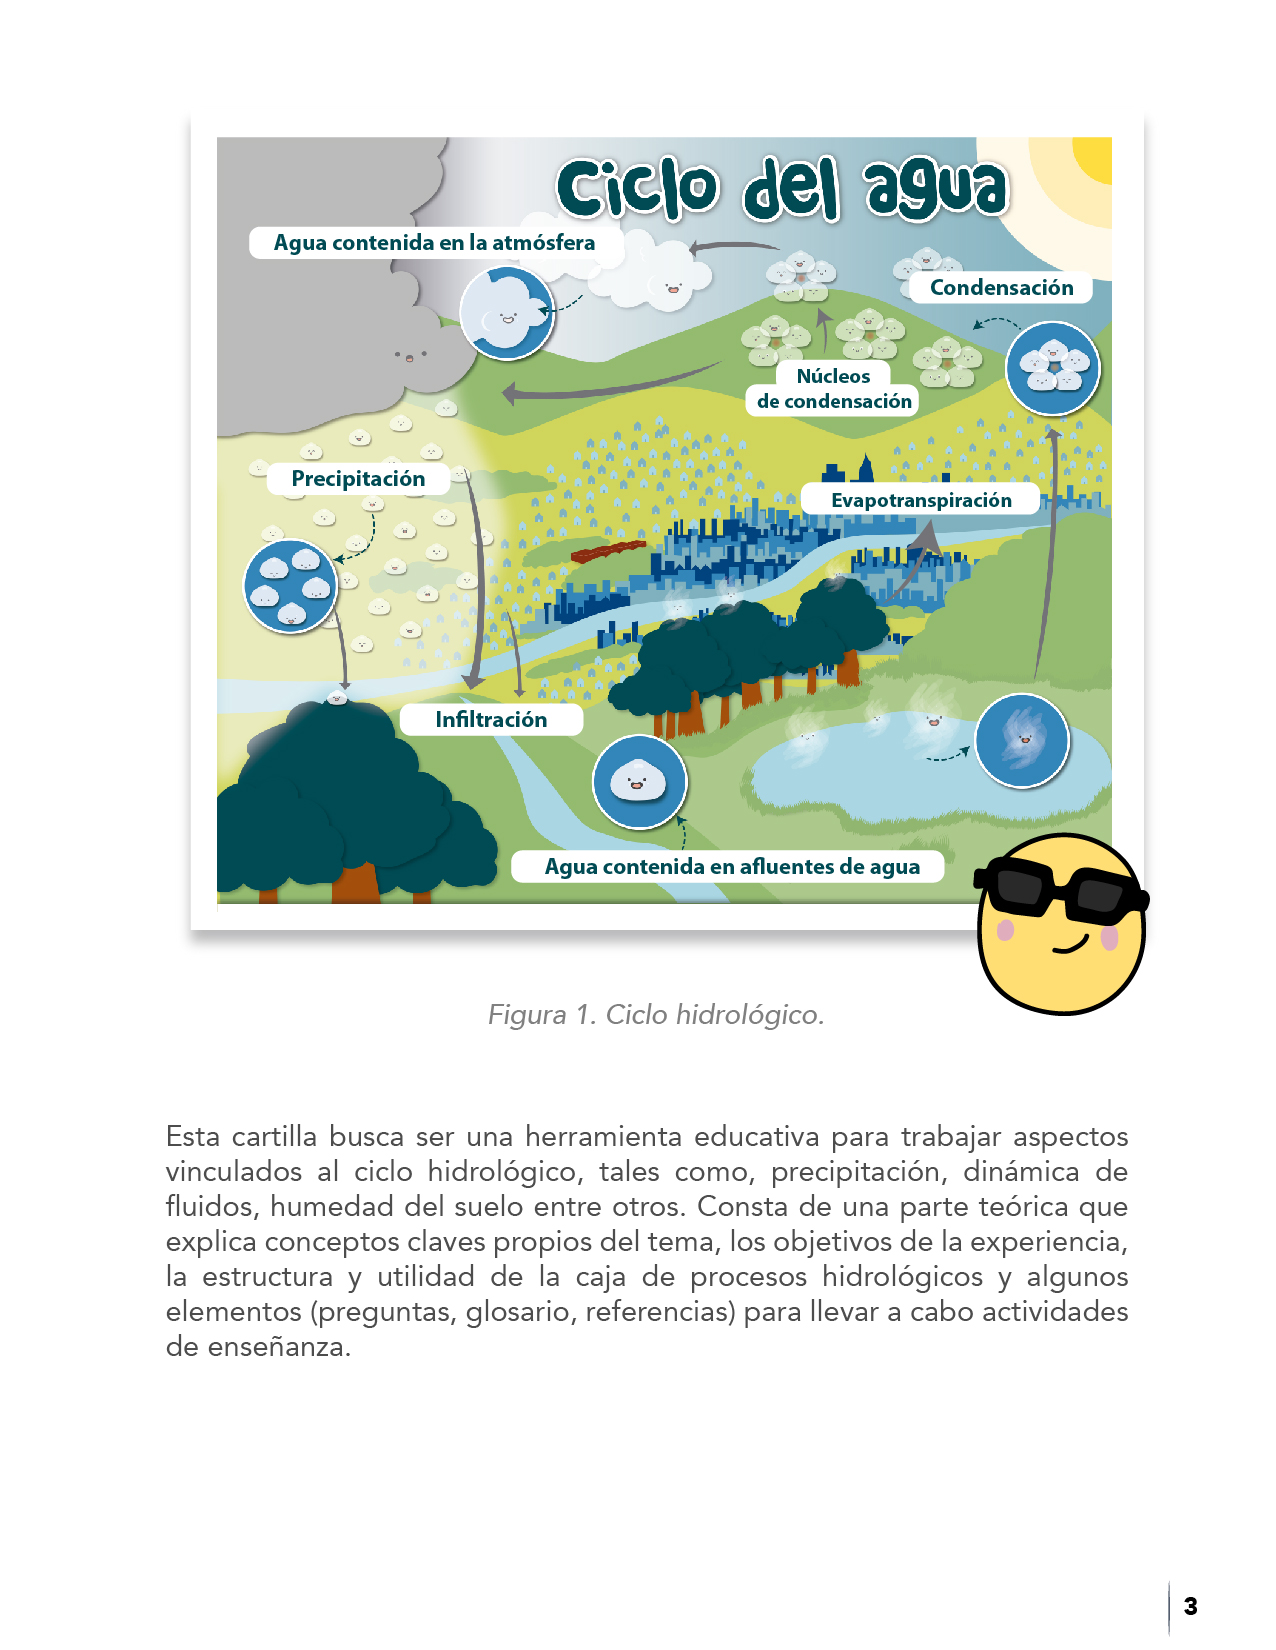 Ciclo del agua
Agua contenida en la atmósfera
Condensación
Núcleos
de condensación
Precipitación
Evapotranspiración
Infiltración
Agua contenida en afluentes de agua
Figura 1. Ciclo hidrológico.
Esta cartilla busca ser una herramienta educativa para trabajar aspectos
vinculados al ciclo hidrológico, tales como, precipitación, dinámica de
fluidos, humedad del suelo entre otros. Consta de una parte teórica que
explica conceptos claves propios del tema, los objetivos de la experiencia,
la estructura y utilidad de la caja de procesos hidrológicos y algunos
elementos (preguntas, glosario, referencias) para llevar a cabo actividades
de enseñanza.
3